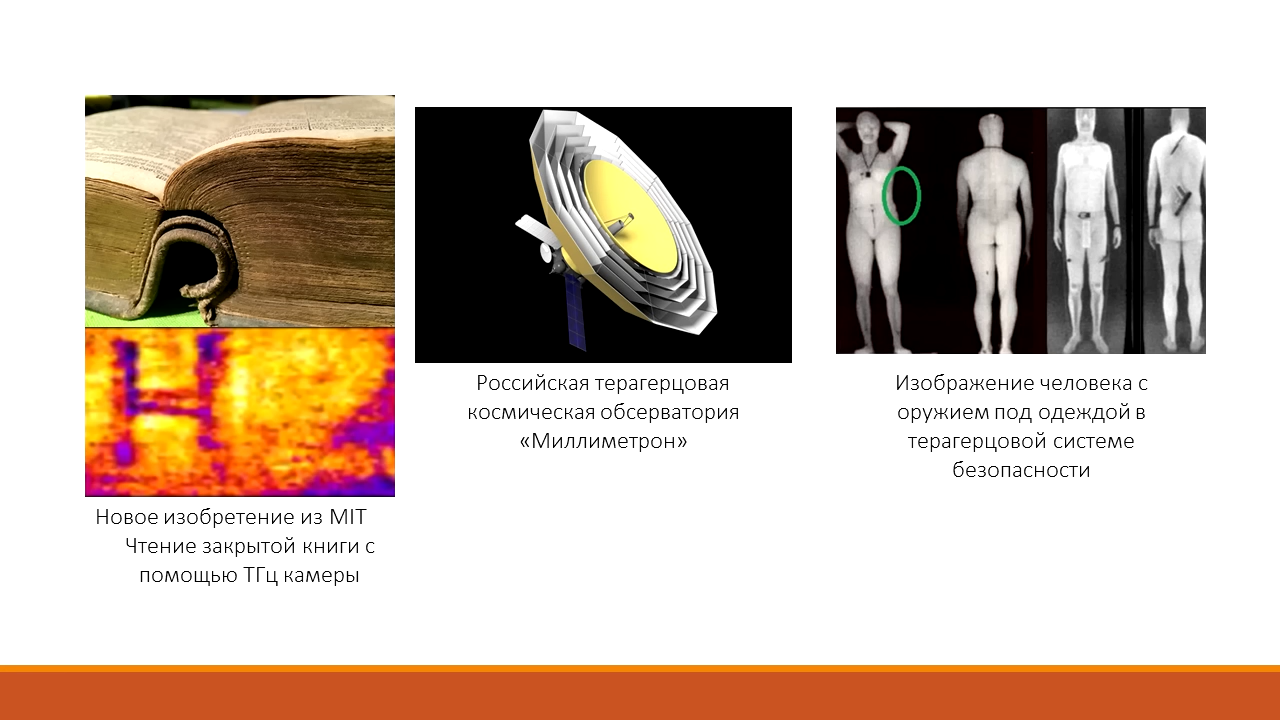 Новое изобретение из MIT
Чтение закрытой книги с
помощью ТГц камеры
Российская терагерцовая
космическая обсерватория
«Миллиметрон»
Изображение человека с
оружием под одеждой в
терагерцовой системе
безопасности
H